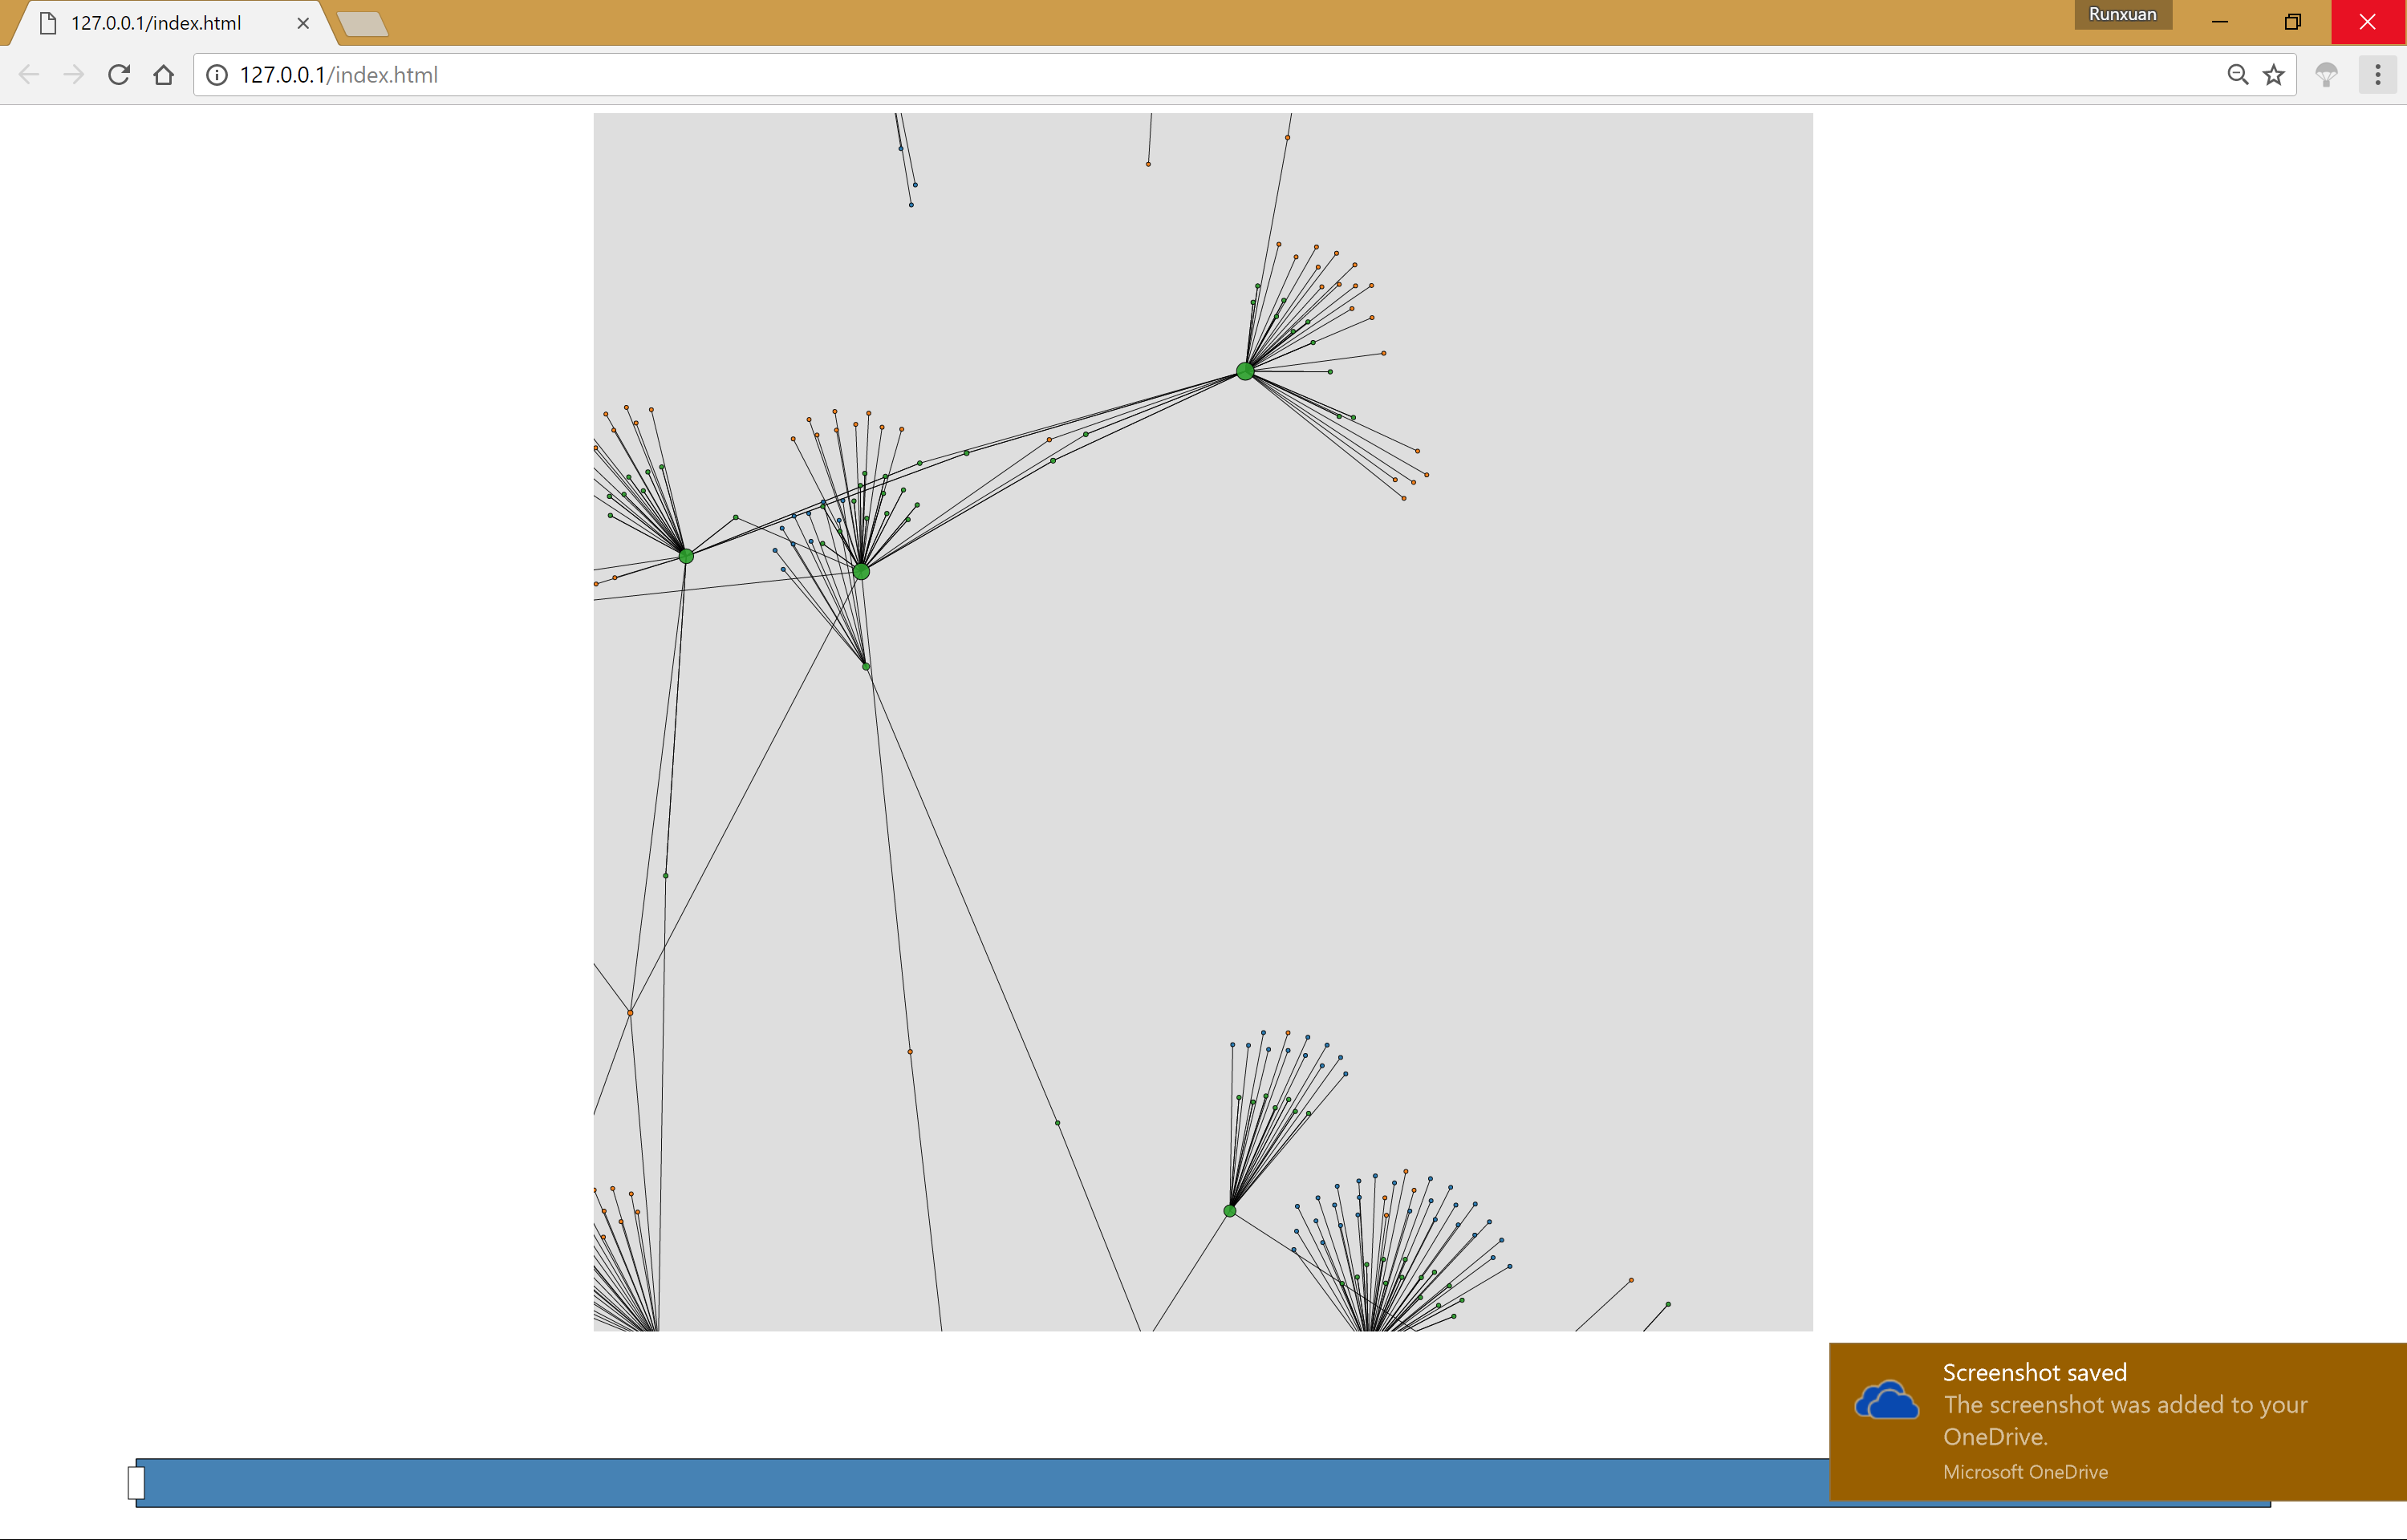 127.0.0.1/index.html
Runxuan
127.0.0.1/index.html
Screenshot saved
The screenshot was added to your
OneDrive.
Microsoft OneDrive